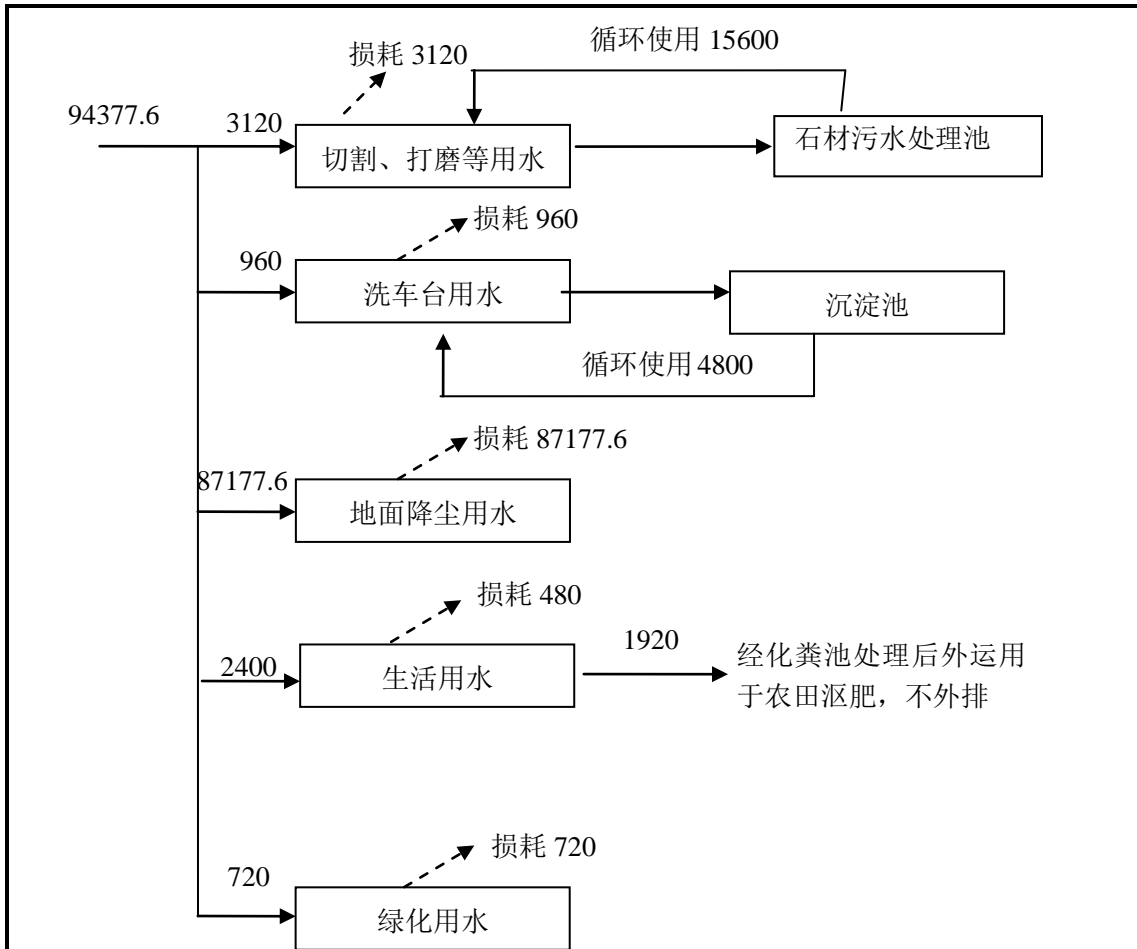 循环使用 15600
损耗 3120
94377.6
3120
切割、打磨等用水
石材污水处理池
损耗 960
960
洗车台用水
沉淀池
循环使用 4800
损耗 87177.6
87177.6
地面降尘用水
损耗 480
2400
生活用水
1920
经化粪池处理后外运用
于农田沤肥，不外排
损耗 720
720
绿化用水